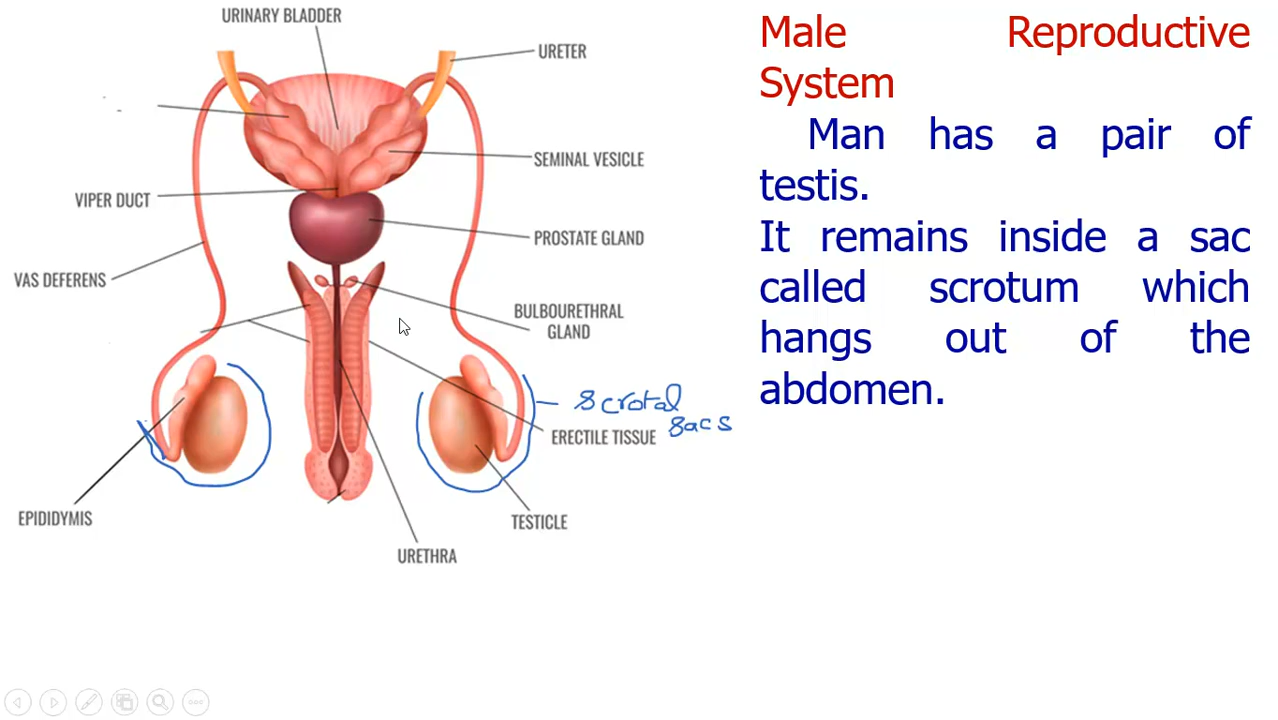 URINARY BLADDER
URETER
SEMINAL VESICLE
VIPER DUCT
PROSTATE GLAND
VAS DEFERENS
BULBOURETHRAL
GLAND
Scrotal
sacs
ERECTILE TISSUE
EPIDIDYMIS
TESTICLE
URETHRA
Male Reproductive
System
Man has a pair of
testis.
It remains inside a sac
called scrotum which
hangs out of the
abdomen.